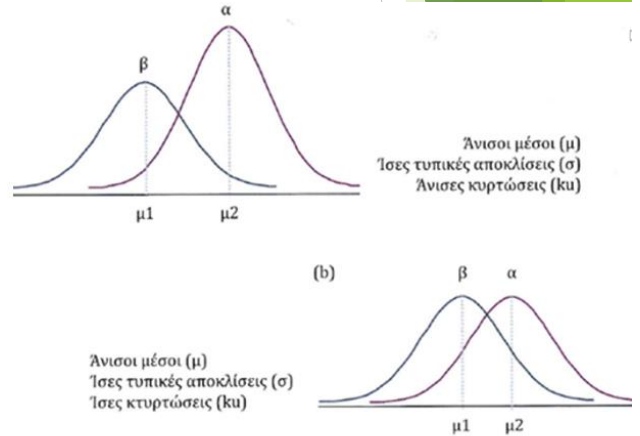 α
β
Άνισοι μέσοι (μ)
Ίσες τυπικές αποκλίσεις (σ)
Άνισες κυρτώσεις (ku)
μ1 μ2
(b)
β α
Άνισοι μέσοι (μ)
Ίσες τυπικές αποκλίσεις (σ)
Ίσες κτυρτώσεις (ku)
μ1 μ2